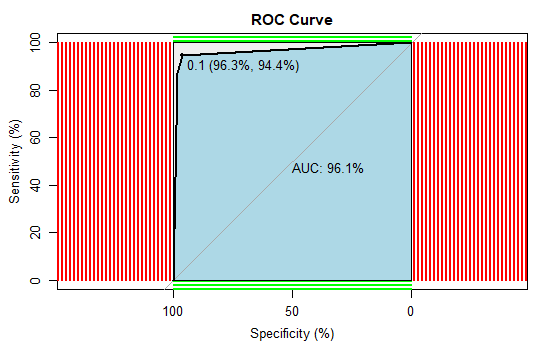 ROC Curve
100
80
60
40
20
0
Sensitivity (%)
0.1 (96.3%, 94.4%)
AUC: 96.1%
100
50
0
Specificity (%)